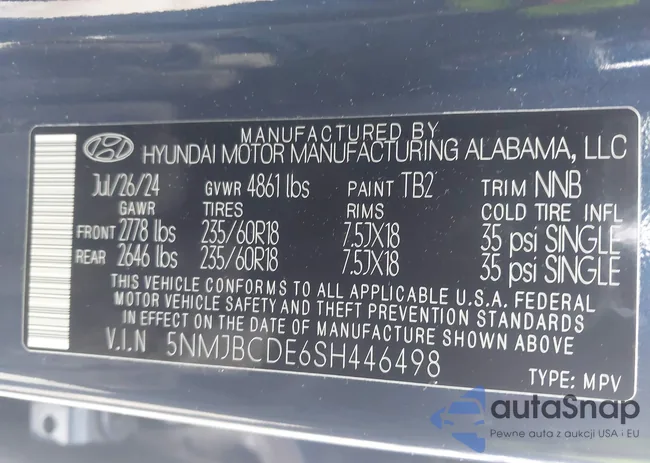 MANUFACTURED BY
HYUNDAI MOTOR MANUFACTURING ALABAMA, LLC
Jul/26/24 GVWR 4861 lbs PAINT TB2 TRIM NNB
GAWR TIRES RIMS COLD TIRE INFL
FRONT 2778 lbs 235/60R18 7.5JX18 35 psi SINGLE
REAR 2646 lbs 235/60R18 7.5JX18 35 psi SINGLE
THIS VEHICLE CONFORMS TO ALL APPLICABLE U.S.A. FEDERAL
MOTOR VEHICLE SAFETY AND THEFT PREVENTION STANDARDS
IN EFFECT ON THE DATE OF MANUFACTURE SHOWN ABOVE
V.I.N 5NMJBCDE6SH446498
TYPE: MPV
autaSnap
Pewne auta z aukcji USA i EU